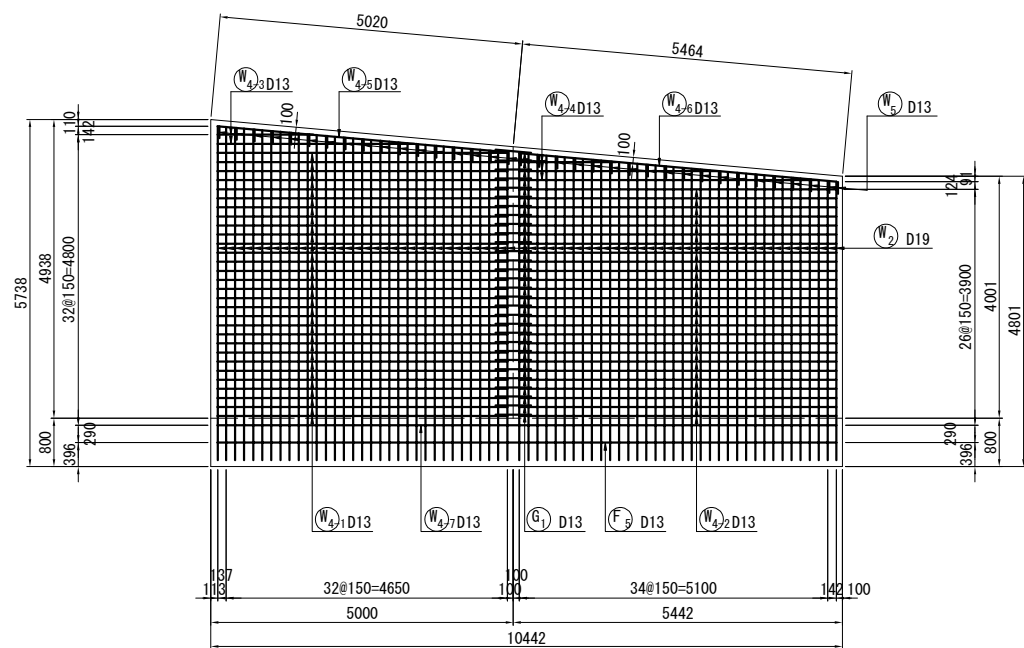 5020
5464
W4-3 D13
W4-5 D13
W4-4 D13
W4-6 D13
W5 D13
100
100
110
142
5738
4938
32@150=4800
800
290
396
91
124
W2 D19
26@150=3900
4001
4801
290
396
800
W4-1 D13
W4-7 D13
G1 D13
F5 D13
W4-2 D13
137
113
32@150=4650
100
100
34@150=5100
142
100
5000
5442
10442